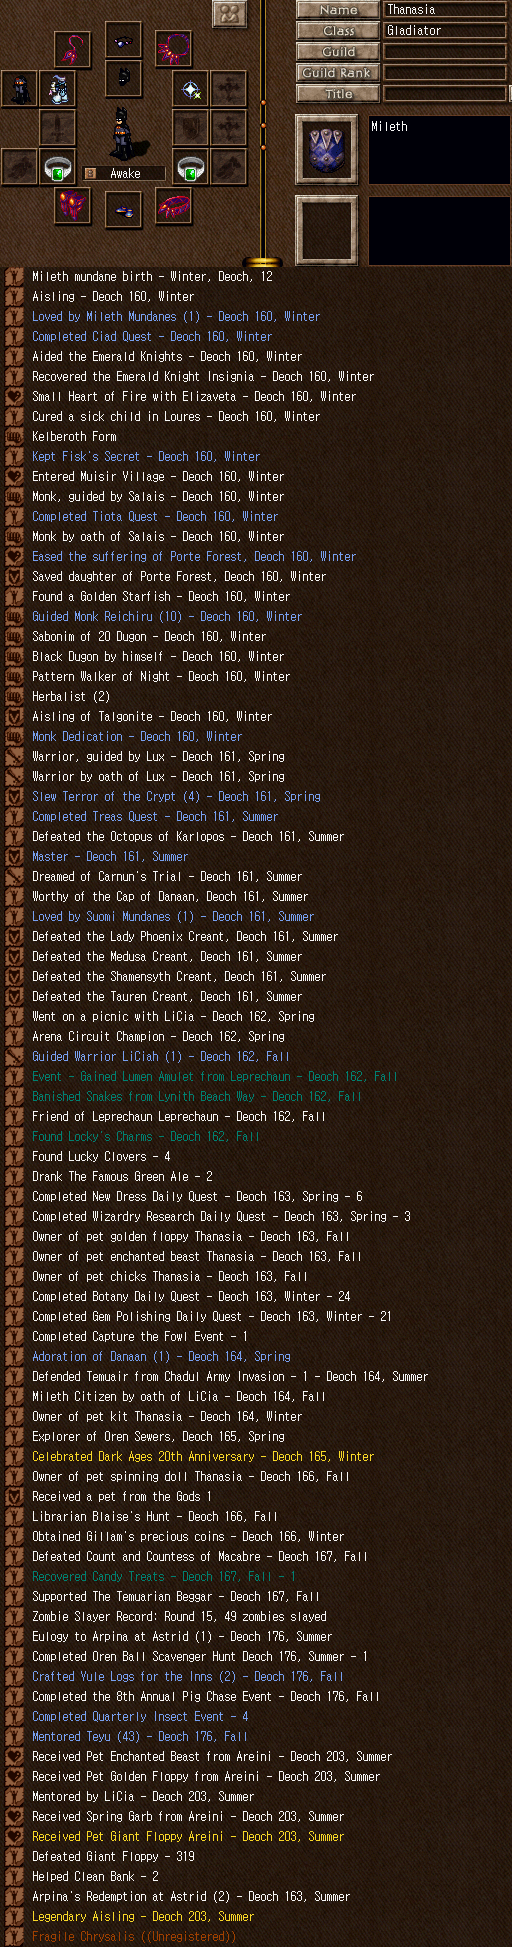 Name
Thanasia
Class
Gladiator
Guild
Guild Rank
Title
Mileth
Awake
Mileth mundane birth - Winter, Deoch, 12
Aisling - Deoch 160, Winter
Loved by Mileth Mundanes (1) - Deoch 160, Winter
Completed Ciad Quest - Deoch 160, Winter
Aided the Emerald Knights - Deoch 160, Winter
Recovered the Emerald Knight Insignia - Deoch 160, Winter
Small Heart of Fire with Elizaveta - Deoch 160, Winter
Cured a sick child in Loures - Deoch 160, Winter
Kelberoth Form
Kept Fisk's Secret - Deoch 160, Winter
Entered Muisir Village - Deoch 160, Winter
Monk, guided by Salais - Deoch 160, Winter
Completed Tiota Quest - Deoch 160, Winter
Monk by oath of Salais - Deoch 160, Winter
Eased the suffering of Porte Forest, Deoch 160, Winter
Saved daughter of Porte Forest, Deoch 160, Winter
Found a Golden Starfish - Deoch 160, Winter
Guided Monk Reichiru (10) - Deoch 160, Winter
Sabonim of 20 Dugon - Deoch 160, Winter
Black Dugon by himself - Deoch 160, Winter
Pattern Walker of Night - Deoch 160, Winter
Herbalist (2)
Aisling of Talgonite - Deoch 160, Winter
Monk Dedication - Deoch 160, Winter
Warrior, guided by Lux - Deoch 161, Spring
Warrior by oath of Lux - Deoch 161, Spring
Slew Terror of the Crypt (4) - Deoch 161, Spring
Completed Treas Quest - Deoch 161, Summer
Defeated the Octopus of Karlopos - Deoch 161, Summer
Master - Deoch 161, Summer
Dreamed of Carnun's Trial - Deoch 161, Summer
Worthy of the Cap of Danaan, Deoch 161, Summer
Loved by Suomi Mundanes (1) - Deoch 161, Summer
Defeated the Lady Phoenix Creant, Deoch 161, Summer
Defeated the Medusa Creant, Deoch 161, Summer
Defeated the Shamensyth Creant, Deoch 161, Summer
Defeated the Tauren Creant, Deoch 161, Summer
Went on a picnic with LiCia - Deoch 162, Spring
Arena Circuit Champion - Deoch 162, Spring
Guided Warrior LiCiah (1) - Deoch 162, Fall
Event - Gained Lumen Amulet from Leprechaun - Deoch 162, Fall
Banished Snakes from Lynith Beach Way - Deoch 162, Fall
Friend of Leprechaun Leprechaun - Deoch 162, Fall
Found Locky's Charms - Deoch 162, Fall
Found Lucky Clovers - 4
Drank The Famous Green Ale - 2
Completed New Dress Daily Quest - Deoch 163, Spring - 6
Completed Wizardry Research Daily Quest - Deoch 163, Spring - 3
Owner of pet golden floppy Thanasia - Deoch 163, Fall
Owner of pet enchanted beast Thanasia - Deoch 163, Fall
Owner of pet chicks Thanasia - Deoch 163, Fall
Completed Botany Daily Quest - Deoch 163, Winter - 24
Completed Gem Polishing Daily Quest - Deoch 163, Winter - 21
Completed Capture the Fowl Event - 1
Adoration of Danaan (1) - Deoch 164, Spring
Defended Temuair from Chadul Army Invasion - 1 - Deoch 164, Summer
Mileth Citizen by oath of LiCia - Deoch 164, Fall
Owner of pet kit Thanasia - Deoch 164, Winter
Explorer of Oren Sewers, Deoch 165, Spring
Celebrated Dark Ages 20th Anniversary - Deoch 165, Winter
Owner of pet spinning doll Thanasia - Deoch 166, Fall
Received a pet from the Gods 1
Librarian Blaise's Hunt - Deoch 166, Fall
Obtained Gillam's precious coins - Deoch 166, Winter
Defeated Count and Countess of Macabre - Deoch 167, Fall
Recovered Candy Treats - Deoch 167, Fall - 1
Supported The Temuarian Beggar - Deoch 167, Fall
Zombie Slayer Record: Round 15, 49 zombies slayed
Eulogy to Arpina at Astrid (1) - Deoch 176, Summer
Completed Oren Ball Scavenger Hunt Deoch 176, Summer - 1
Crafted Yule Logs for the Inns (2) - Deoch 176, Fall
Completed the 8th Annual Pig Chase Event - Deoch 176, Fall
Completed Quarterly Insect Event - 4
Mentored Teyu (43) - Deoch 176, Fall
Received Pet Enchanted Beast from Areini - Deoch 203, Summer
Received Pet Golden Floppy from Areini - Deoch 203, Summer
Mentored by LiCia - Deoch 203, Summer
Received Spring Garb from Areini - Deoch 203, Summer
Received Pet Giant Floppy Areini - Deoch 203, Summer
Defeated Giant Floppy - 319
Helped Clean Bank - 2
Arpina's Redemption at Astrid (2) - Deoch 163, Summer
Legendary Aisling - Deoch 203, Summer
Fragile Chrysalis ((Unregistered))